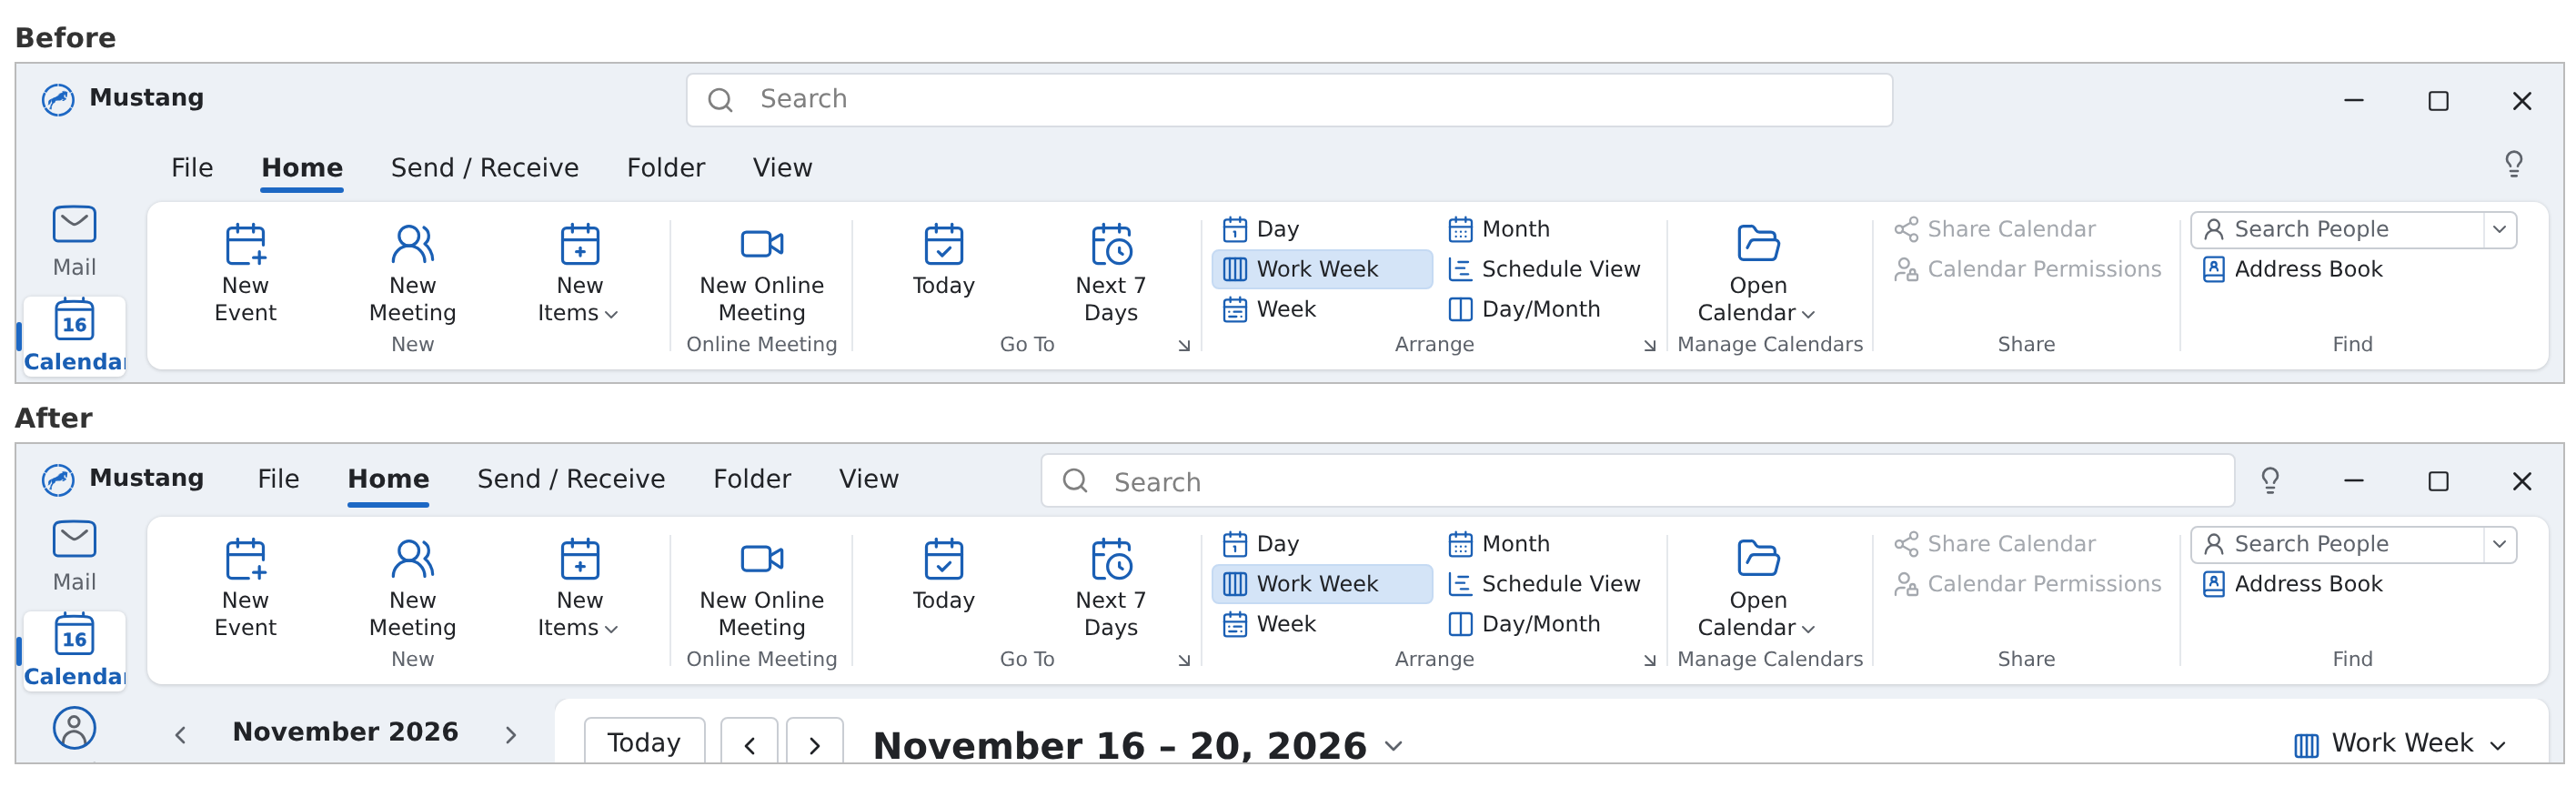 Before
Mustang
Search
File Home Send / Receive Folder View
Mail
16
Calendar
New Event
New Meeting
New Items
New
New Online Meeting
Online Meeting
Today
Next 7 Days
Go To
Day
Work Week
Week
Month
Schedule View
Day/Month
Arrange
Open Calendar
Manage Calendars
Share Calendar
Calendar Permissions
Share
Search People
Address Book
Find
After
Mustang File Home Send / Receive Folder View Search
Mail
16
Calendar
New Event
New Meeting
New Items
New
New Online Meeting
Online Meeting
Today
Next 7 Days
Go To
Day
Work Week
Week
Month
Schedule View
Day/Month
Arrange
Open Calendar
Manage Calendars
Share Calendar
Calendar Permissions
Share
Search People
Address Book
Find
November 2026
Today
November 16 – 20, 2026
Work Week